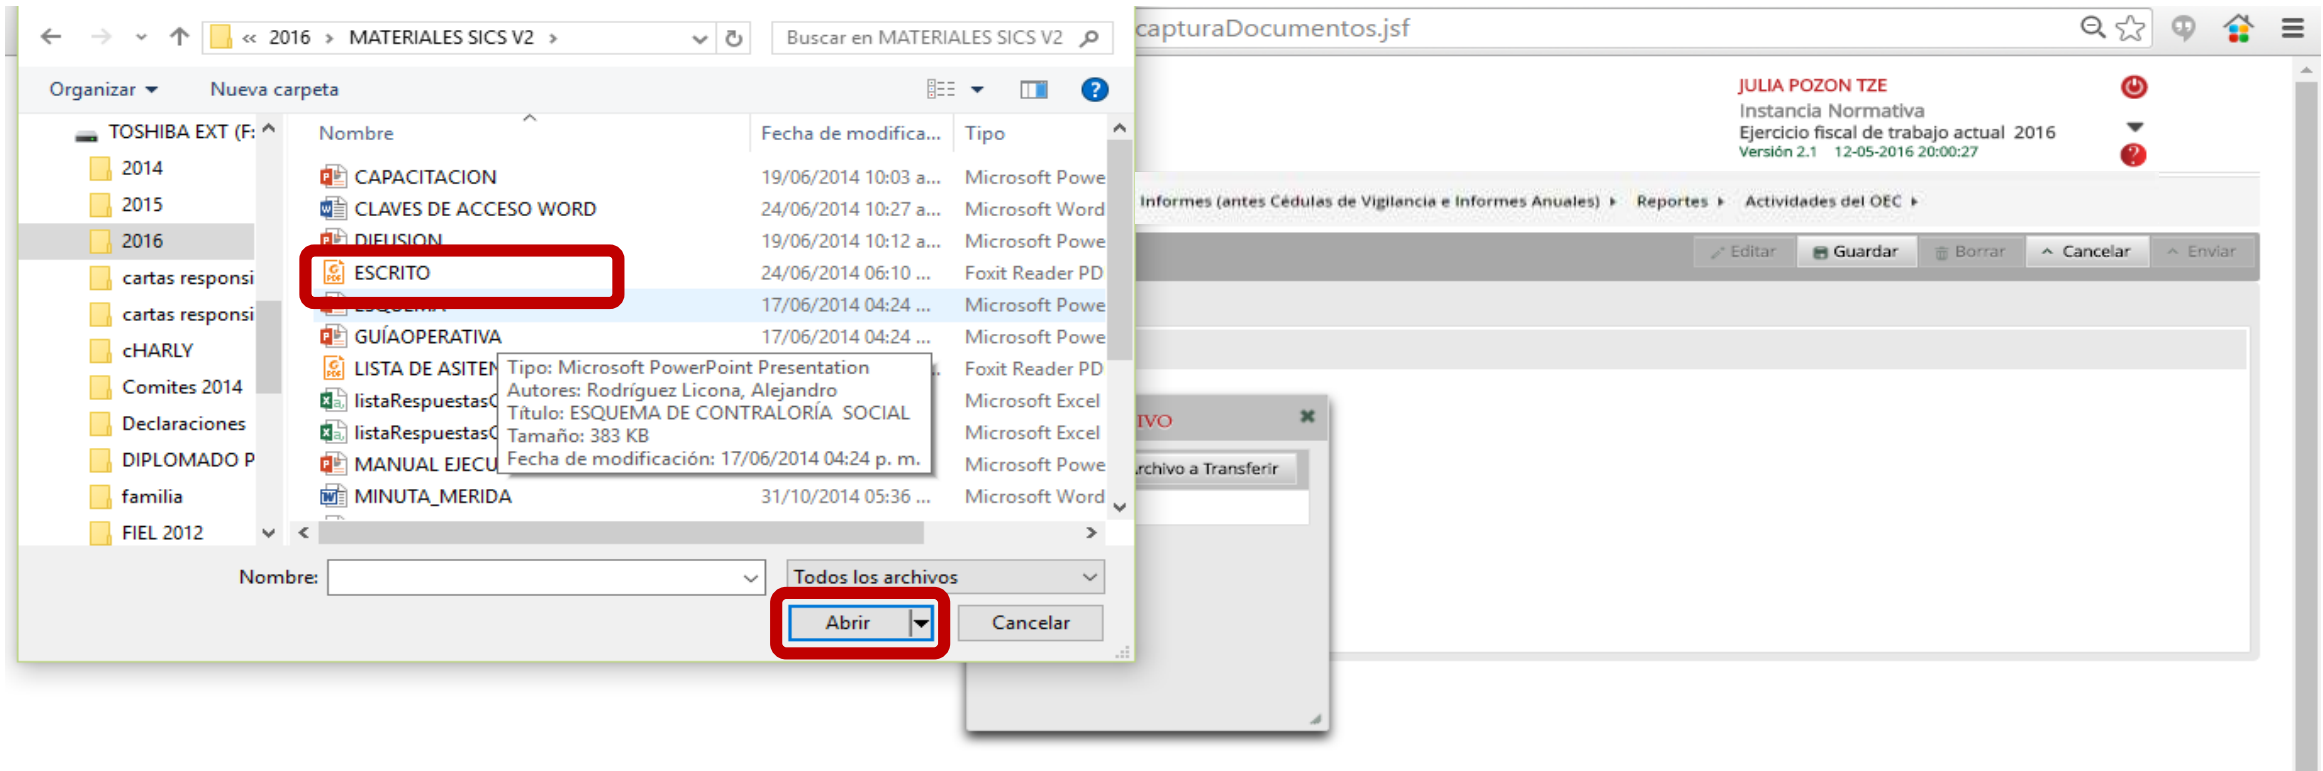 « 2016 › MATERIALES SICS V2 ›
Buscar en MATERIALES SICS V2
Organizar
Nueva carpeta
TOSHIBA EXT (F:
2014
2015
2016
cartas responsi
cartas responsi
cHARLY
Comites 2014
Declaraciones
DIPLOMADO P
familia
FIEL 2012
Nombre Fecha de modifica... Tipo
CAPACITACION 19/06/2014 10:03 a... Microsoft Powe
CLAVES DE ACCESO WORD 24/06/2014 10:27 a... Microsoft Word
DIFUSION 19/06/2014 10:12 a... Microsoft Powe
ESCRITO 24/06/2014 06:10 ... Foxit Reader PD
ESQUEMA 17/06/2014 04:24 ... Microsoft Powe
GUÍAOPERATIVA 17/06/2014 04:24 ... Microsoft Powe
LISTA DE ASITEN Foxit Reader PD
listaRespuestasC Microsoft Excel
listaRespuestasC Microsoft Excel
MANUAL EJECU Microsoft Powe
MINUTA_MERIDA 31/10/2014 05:36 ... Microsoft Word
Tipo: Microsoft PowerPoint Presentation
Autores: Rodríguez Licona, Alejandro
Título: ESQUEMA DE CONTRALORÍA SOCIAL
Tamaño: 383 KB
Fecha de modificación: 17/06/2014 04:24 p. m.
Nombre:
Todos los archivos
Abrir
Cancelar
capturaDocumentos.jsf
JULIA POZON TZE
Instancia Normativa
Ejercicio fiscal de trabajo actual 2016
Versión 2.1 12-05-2016 20:00:27
Informes (antes Cédulas de Vigilancia e Informes Anuales) Reportes Actividades del OEC
Editar Guardar Borrar Cancelar Enviar
IVO
rchivo a Transferir